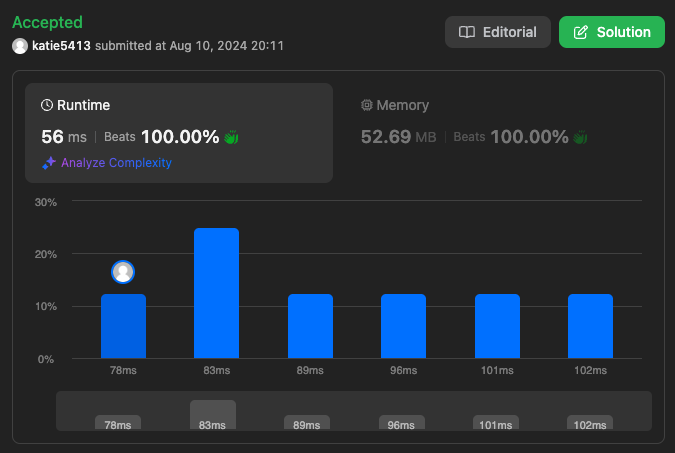 Accepted
katie5413 submitted at Aug 10, 2024 20:11
Editorial
Solution
Runtime
56 ms | Beats 100.00%
Analyze Complexity
Memory
52.69 MB | Beats 100.00%
30%
20%
10%
0%
78ms 83ms 89ms 96ms 101ms 102ms
78ms 83ms 89ms 96ms 101ms 102ms